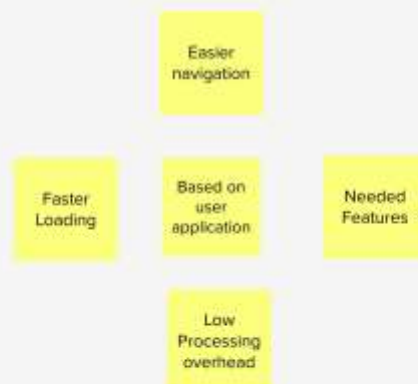 Easier
navigation
Faster
Loading
Based on
user
application
Needed
Features
Low
Processing
overhead